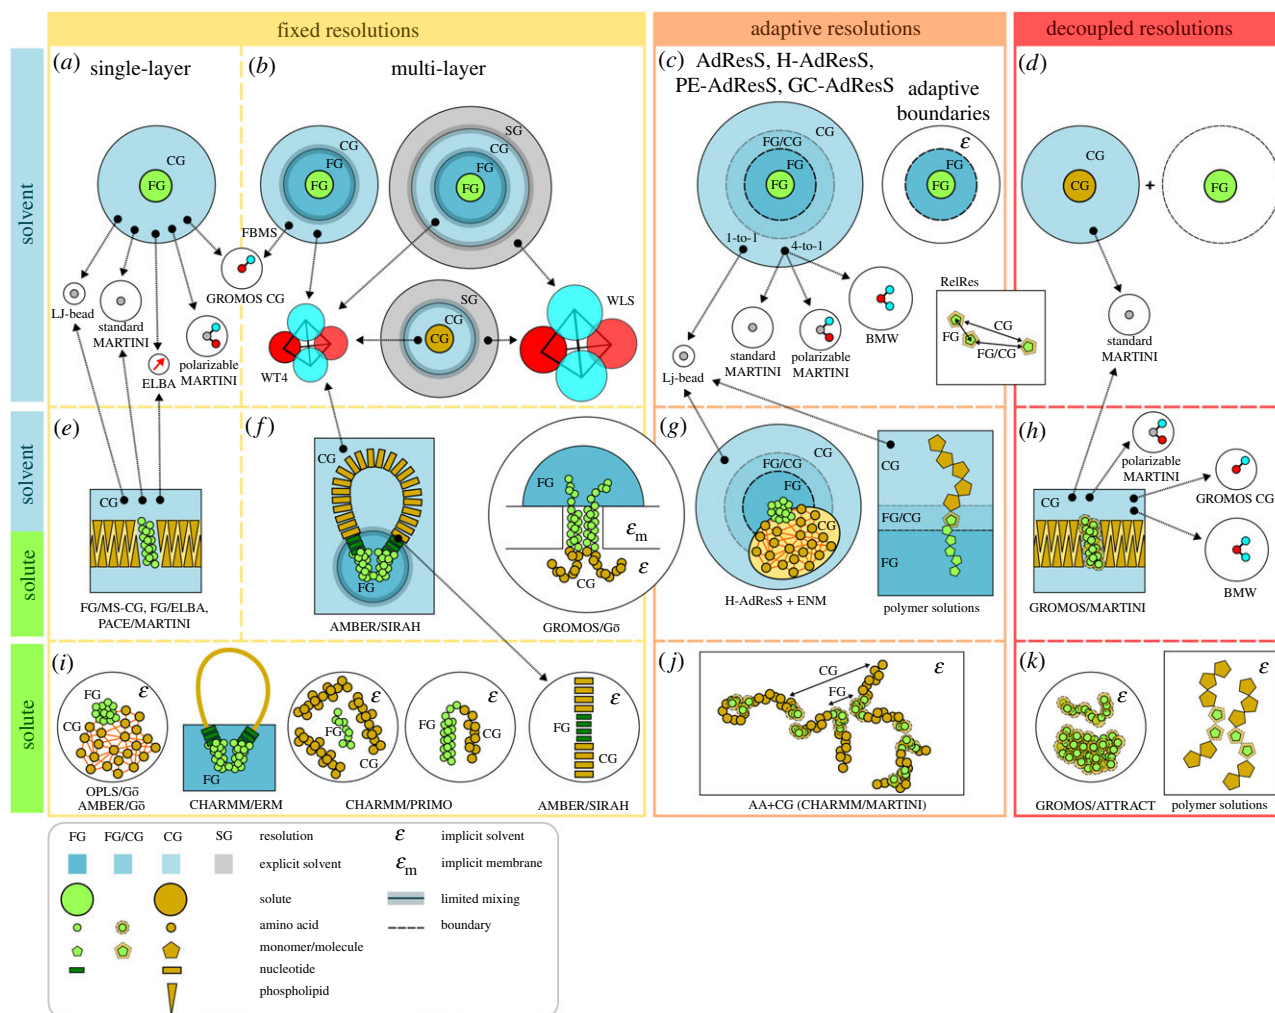 fixed resolutions
adaptive resolutions
decoupled resolutions
solvent
(a)
single-layer
CG
FG
LJ-bead
standard
MARTINI
ELBA
polarizable
MARTINI
GROMOS CG
(b)
multi-layer
CG
FG
FG
FBMS
SG
CG
FG
FG
SG
CG
CG
WT4
WLS
(c)
AdResS, H-AdResS,
PE-AdResS, GC-AdResS
CG
FG/CG
FG
FG
1-to-1
4-to-1
Lj-bead
standard
MARTINI
polarizable
MARTINI
BMW
adaptive
boundaries
ε
FG
FG
RelRes
CG
FG
FG/CG
(d)
CG
CG
+
FG
standard
MARTINI
solvent
solute
(e)
CG
FG/MS-CG, FG/ELBA,
PACE/MARTINI
(f)
CG
FG
AMBER/SIRAH
FG
εm
ε
CG
GROMOS/Gō
(g)
CG
FG/CG
FG
CG
H-AdResS + ENM
CG
FG/CG
FG
polymer solutions
(h)
polarizable
MARTINI
GROMOS CG
BMW
CG
GROMOS/MARTINI
solute
(i)
FG
ε
CG
OPLS/Gō
AMBER/Gō
FG
CHARMM/ERM
ε
FG
CG
ε
FG
CG
CHARMM/PRIMO
ε
FG
CG
AMBER/SIRAH
(j)
CG
ε
FG
AA+CG (CHARMM/MARTINI)
(k)
ε
GROMOS/ATTRACT
ε
polymer solutions
FG FG/CG CG SG resolution ε implicit solvent
explicit solvent εm implicit membrane
solute limited mixing
amino acid boundary
monomer/molecule
nucleotide
phospholipid